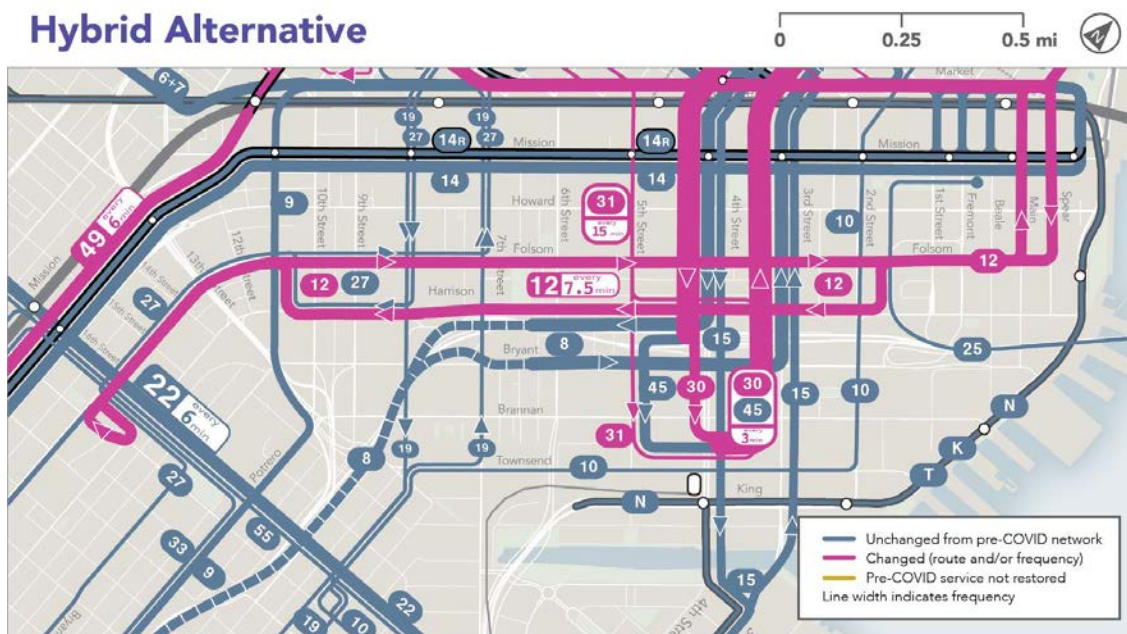 Hybrid Alternative
0 0.25 0.5 mi
Z
Market
6+7
19 19
27 27
14R 14R
Mission Mission
14 14
9
10th Street
9th Street
7th Street
6th Street
5th Street
4th Street
3rd Street
2nd Street
1st Street
Fremont
Beale
Main
Spear
Howard
31
every
15 min
10
49 every 6 min
Mission
12th Street
13th Street
14th Street
15th Street
16th Street
Folsom Folsom
12
27
12 27
Harrison
12 every 7.5 min
12
8
Bryant
15
25
45
30
30
45
every
3 min
15
10
22 every 6 min
Brannan
31
19 19
Townsend
10
8
N
K
T
N
King
27
Potrero
55
33
9
22
19
10
Bryant
15
4th St
Unchanged from pre-COVID network
Changed (route and/or frequency)
Pre-COVID service not restored
Line width indicates frequency